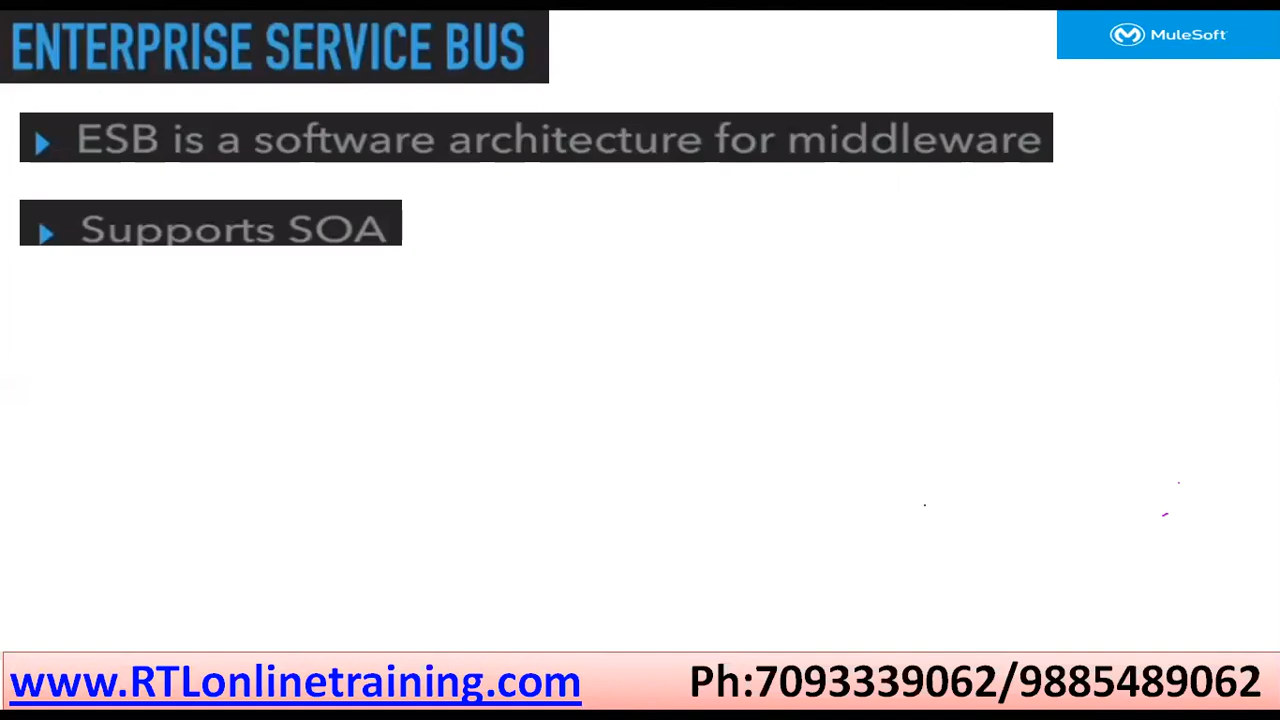 ENTERPRISE SERVICE BUS
MuleSoft
ESB is a software architecture for middleware
Supports SOA
www.RTLonlinetraining.com
Ph:7093339062/9885489062